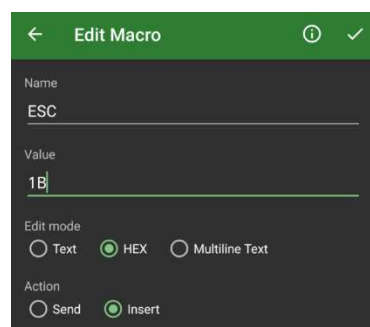 Edit Macro
Name
ESC
Value
1B
Edit mode
Text HEX Multiline Text
Action
Send Insert